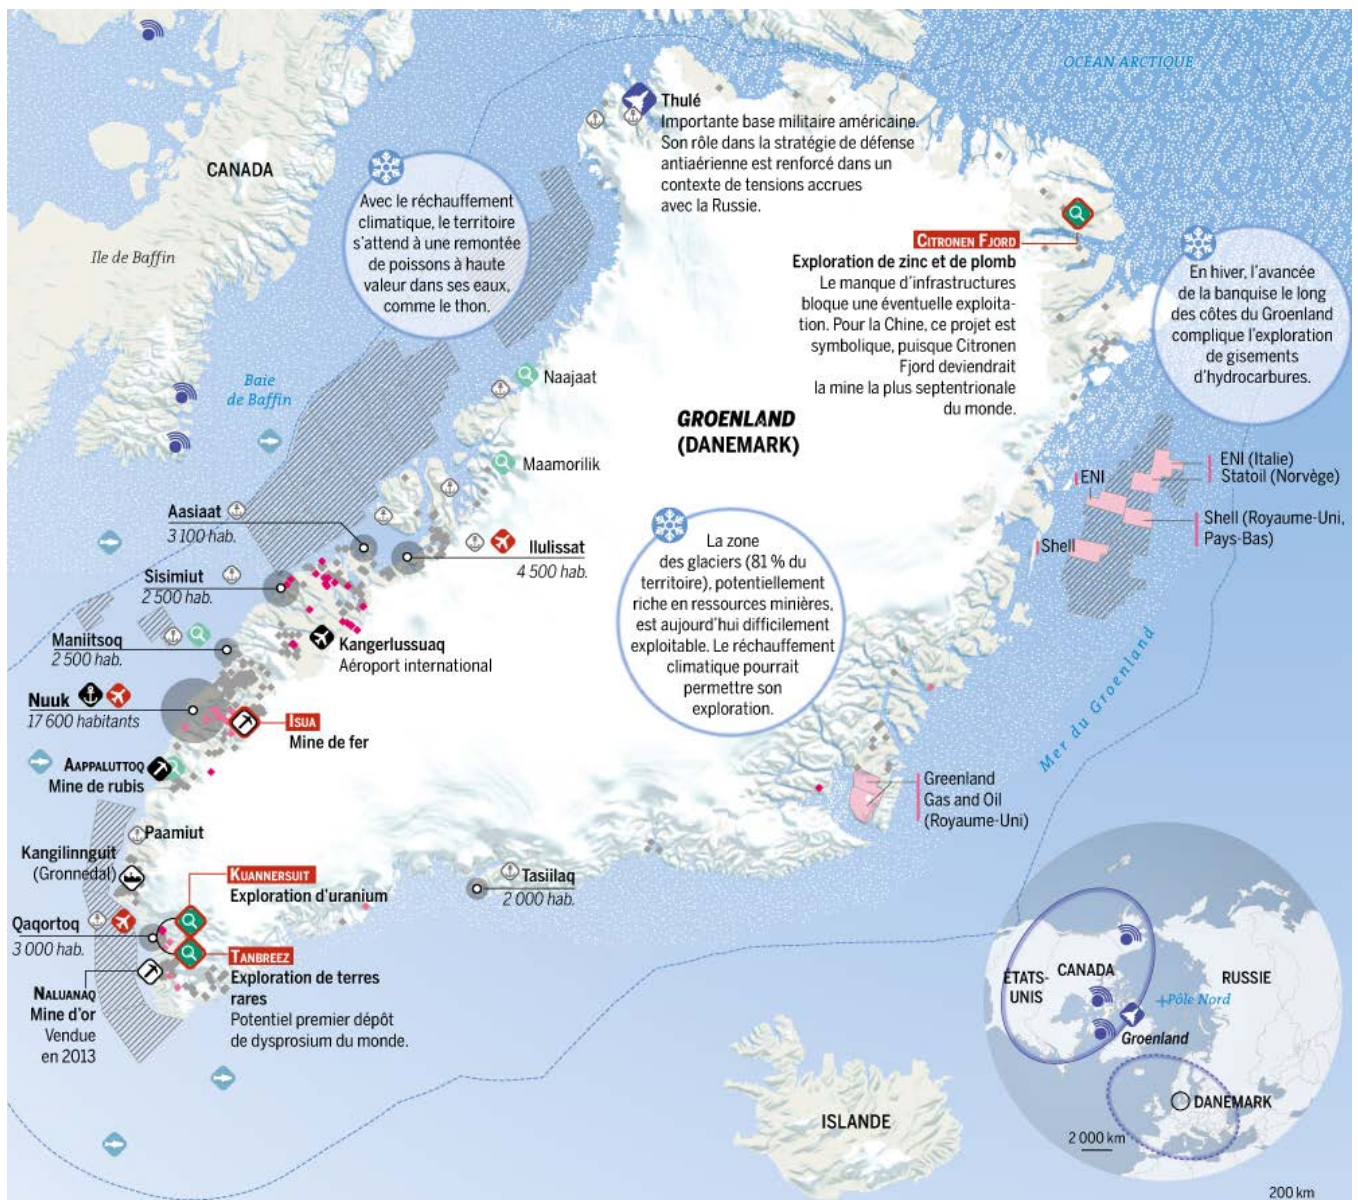 OCÉAN ARCTIQUE
CANADA
Thulé
Importante base militaire américaine.
Son rôle dans la stratégie de défense
antiaérienne est renforcé dans un
contexte de tensions accrues
avec la Russie.
Avec le réchauffement
climatique, le territoire
s'attend à une remontée
de poissons à haute
valeur dans ses eaux,
comme le thon.
Ile de Baffin
CITRONEN FJORD
Exploration de zinc et de plomb
Le manque d'infrastructures
bloque une éventuelle exploita-
tion. Pour la Chine, ce projet est
symbolique, puisque Citronen
Fjord deviendrait
la mine la plus septentrionale
du monde.
En hiver, l'avancée
de la banquise le long
des côtes du Groenland
complique l'exploration
de gisements
d'hydrocarbures.
Baie
de Baffin
Naajaat
GROENLAND
(DANEMARK)
Maamorilik
ENI (Italie)
Statoil (Norvège)
ENI
Shell (Royaume-Uni,
Pays-Bas)
Shell
Aasiaat
3 100 hab.
Ilulissat
4 500 hab.
Sisimiut
2 500 hab.
La zone
des glaciers (81 % du
territoire), potentiellement
riche en ressources minières,
est aujourd'hui difficilement
exploitable. Le réchauffement
climatique pourrait
permettre son
exploration.
Maniitsoq
2 500 hab.
Kangerlussuaq
Aéroport international
Mer du Groenland
Nuuk
17 600 habitants
ISUA
Mine de fer
AAPPALUTTOQ
Mine de rubis
Greenland
Gas and Oil
(Royaume-Uni)
Paamiut
Kangilinnguit
(Gronnedal)
KUANNERSUIT
Exploration d'uranium
Tasiilaq
2 000 hab.
Qaqortoq
3 000 hab.
TANBREEZ
Exploration de terres
rares
Potentiel premier dépôt
de dysprosium du monde.
NALUANAQ
Mine d'or
Vendue
en 2013
ISLANDE
ÉTATS-
UNIS
CANADA
RUSSIE
Pôle Nord
Groenland
DANEMARK
2 000 km
200 km